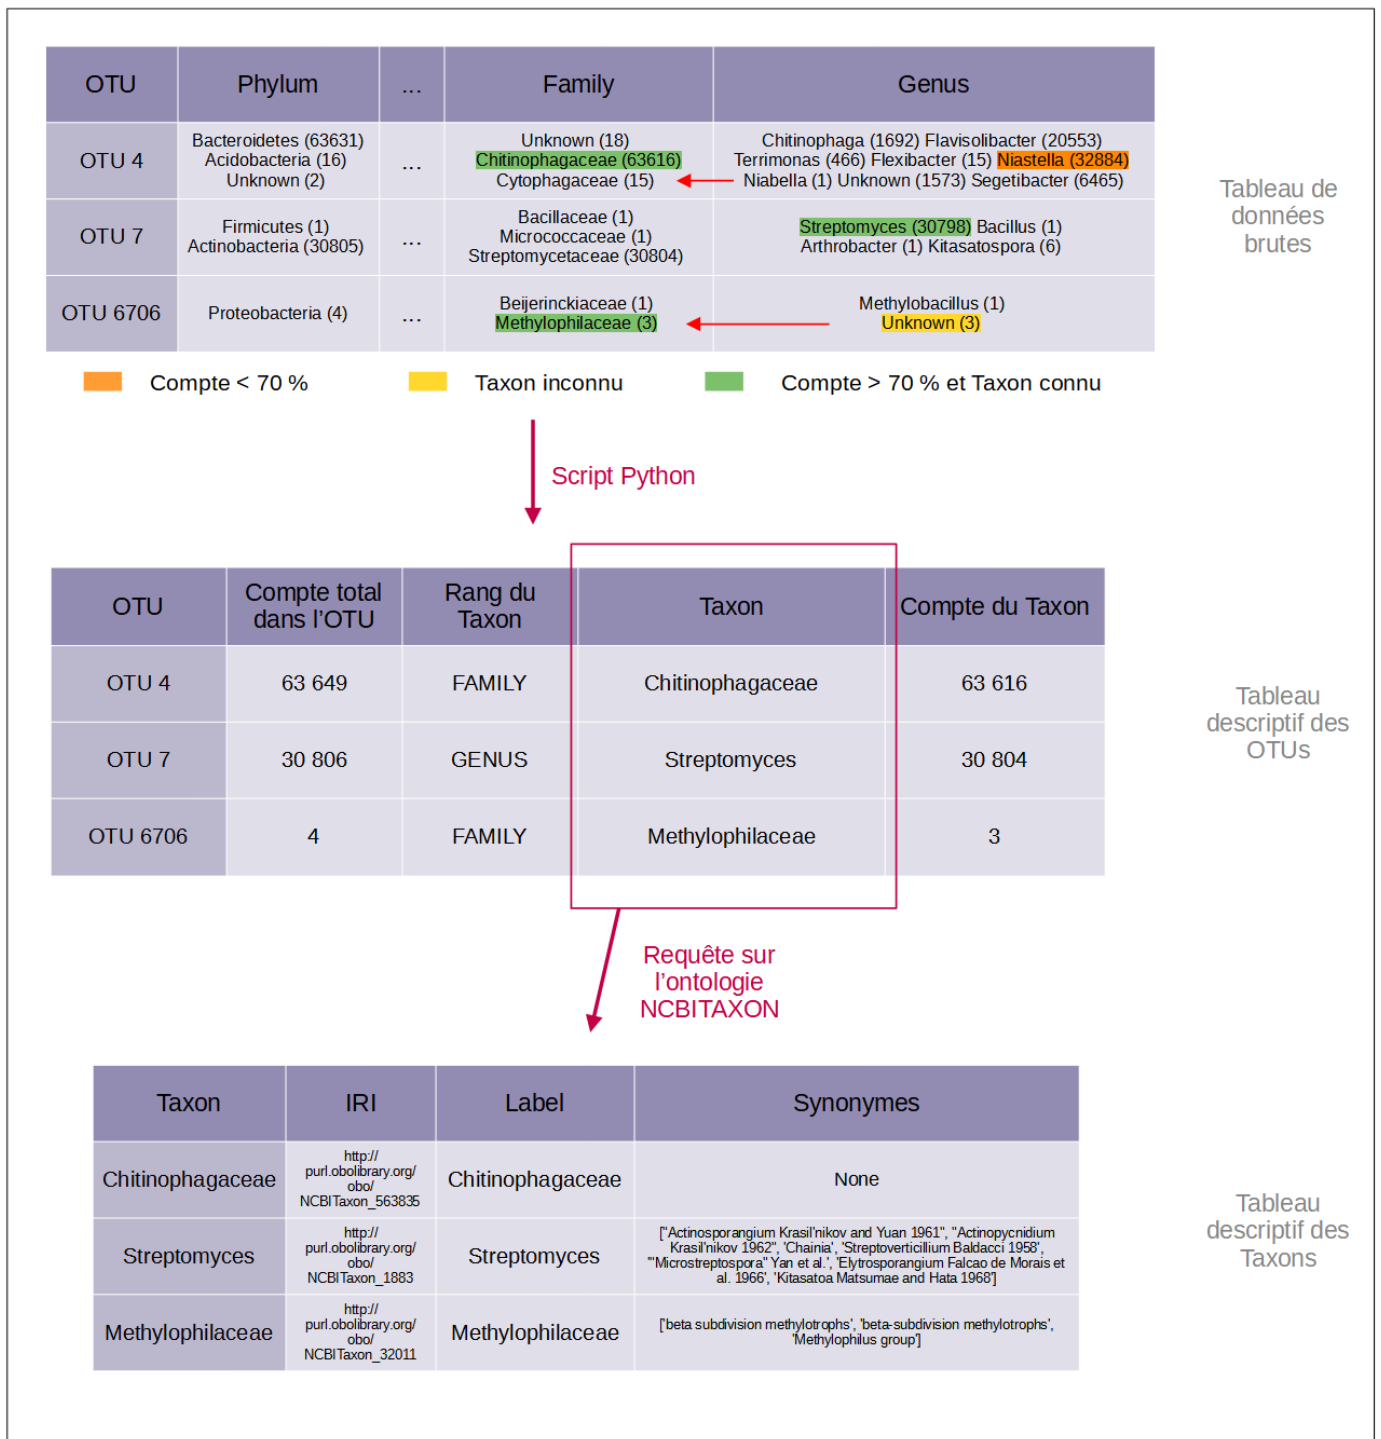 OTU Phylum ... Family Genus
OTU 4
Bacteroidetes (63631)
Acidobacteria (16)
Unknown (2)
...
Unknown (18)
Chitinophagaceae (63616)
Cytophagaceae (15)
Chitinophaga (1692) Flavisolibacter (20553)
Terrimonas (466) Flexibacter (15) Niastella (32884)
Niabella (1) Unknown (1573) Segetibacter (6465)
OTU 7
Firmicutes (1)
Actinobacteria (30805)
...
Bacillaceae (1)
Micrococcaceae (1)
Streptomycetaceae (30804)
Streptomyces (30798) Bacillus (1)
Arthrobacter (1) Kitasatospora (6)
OTU 6706
Proteobacteria (4)
...
Beijerinckiaceae (1)
Methylophilaceae (3)
Methylobacillus (1)
Unknown (3)
Tableau de
données
brutes
Compte < 70 %
Taxon inconnu
Compte > 70 % et Taxon connu
Script Python
OTU
Compte total
dans l'OTU
Rang du
Taxon
Taxon
Compte du Taxon
OTU 4 63 649 FAMILY Chitinophagaceae 63 616
OTU 7 30 806 GENUS Streptomyces 30 804
OTU 6706 4 FAMILY Methylophilaceae 3
Tableau
descriptif des
OTUs
Requête sur
l'ontologie
NCBITAXON
Taxon IRI Label Synonymes
Chitinophagaceae
http://
purl.obolibrary.org/
obo/
NCBITaxon_563835
Chitinophagaceae
None
Streptomyces
http://
purl.obolibrary.org/
obo/
NCBITaxon_1883
Streptomyces
["Actinosporangium Krasil'nikov and Yuan 1961", "Actinopycnidium
Krasil'nikov 1962", 'Chainia', 'Streptoverticillium Baldacci 1958',
'"Microstreptospora" Yan et al.', 'Elytrosporangium Falcao de Morais et
al. 1966', 'Kitasatoa Matsumae and Hata 1968']
Methylophilaceae
http://
purl.obolibrary.org/
obo/
NCBITaxon_32011
Methylophilaceae
['beta subdivision methylotrophs', 'beta-subdivision methylotrophs',
'Methylophilus group']
Tableau
descriptif des
Taxons